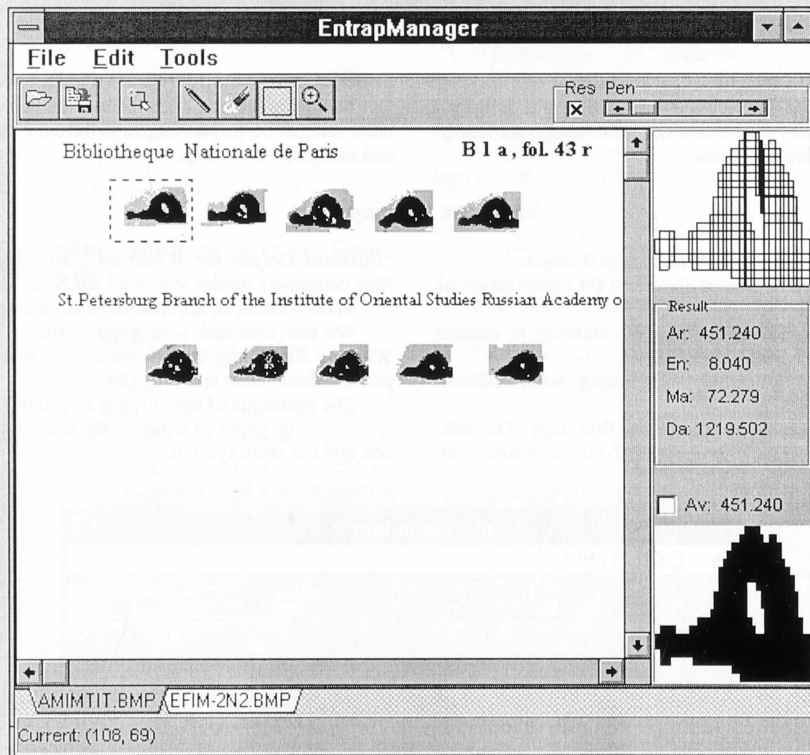 EntrapManager
File Edit Tools
Res Pen
Bibliotheque Nationale de Paris B l a , fol. 43 r
St.Petersburg Branch of the Institute of Oriental Studies Russian Academy o
Result
Ar: 451.240
En: 8.040
Ma: 72.279
Da: 1219.502
Av: 451.240
AMIMTIT.BMP EFIM-2N2.BMP
Current: (108, 69)